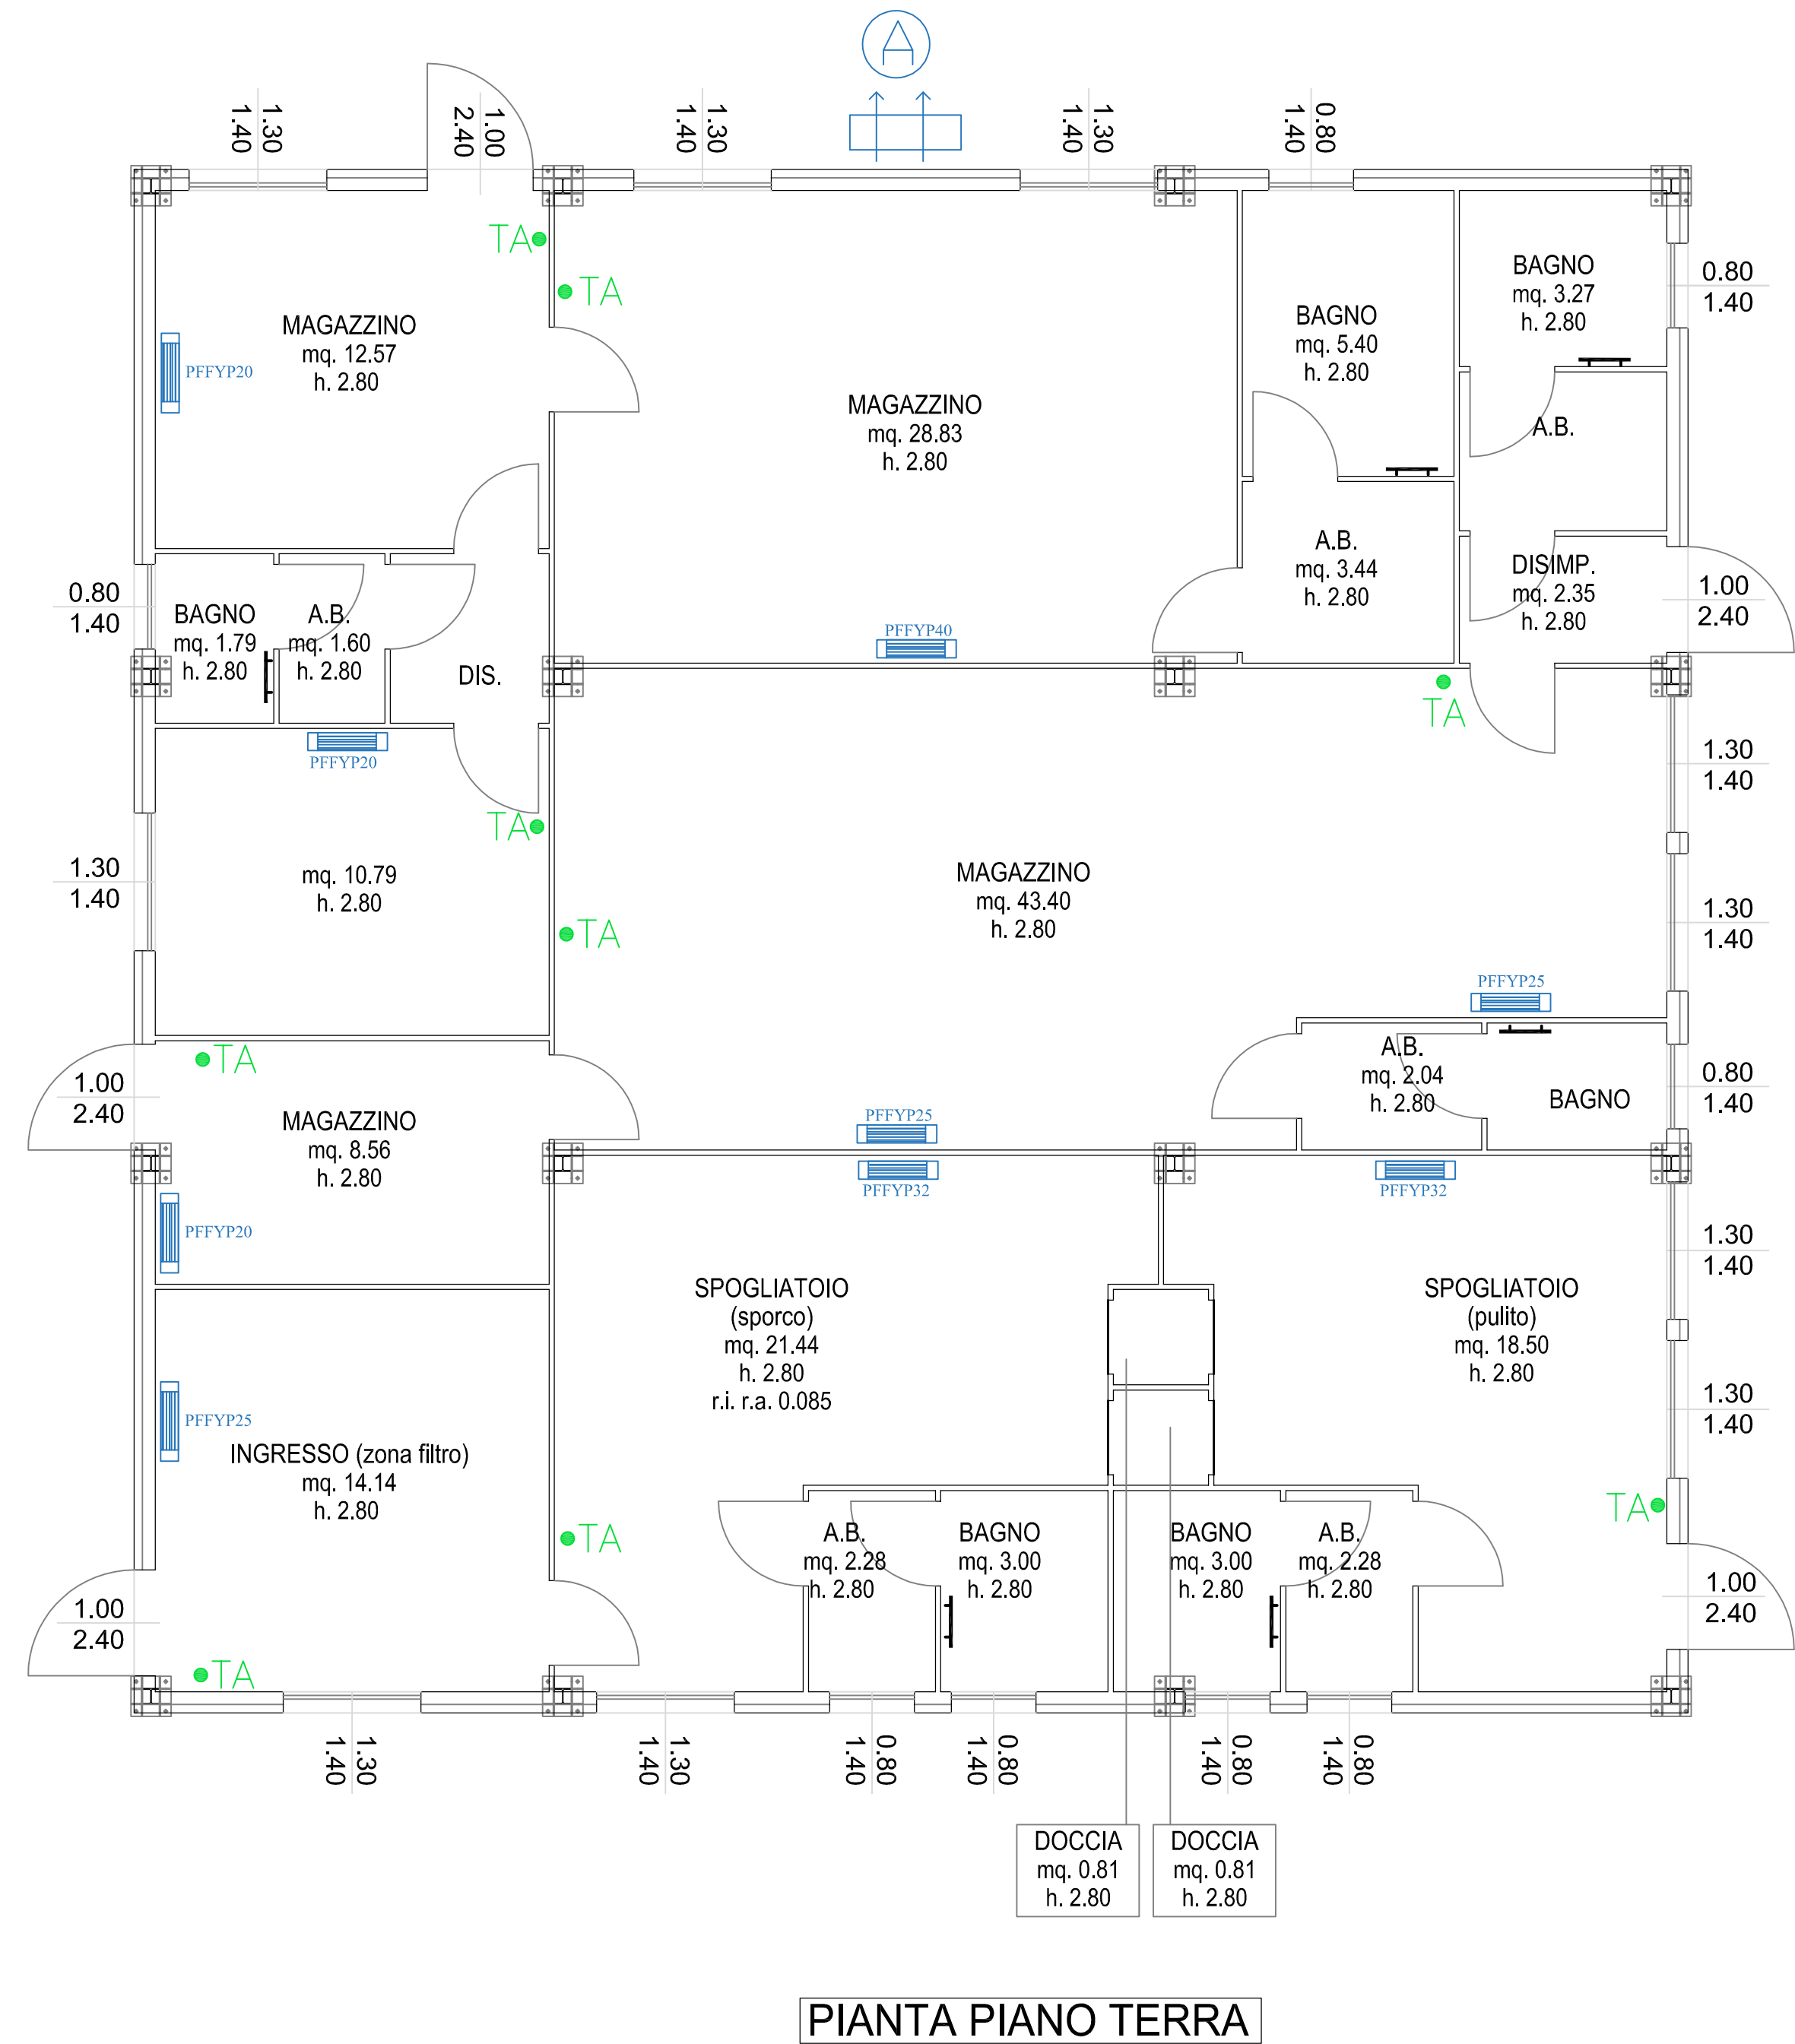 A
1.30
1.40
1.00
2.40
1.30
1.40
1.30
1.40
0.80
1.40
TA
TA
MAGAZZINO
mq. 12.57
h. 2.80
PFFYP20
MAGAZZINO
mq. 28.83
h. 2.80
BAGNO
mq. 5.40
h. 2.80
BAGNO
mq. 3.27
h. 2.80
0.80
1.40
A.B.
A.B.
mq. 3.44
h. 2.80
DISIMP.
mq. 2.35
h. 2.80
1.00
2.40
0.80
1.40
BAGNO
mq. 1.79
h. 2.80
A.B.
mq. 1.60
h. 2.80
DIS.
PFFYP40
TA
PFFYP20
TA
1.30
1.40
1.30
1.40
mq. 10.79
h. 2.80
TA
MAGAZZINO
mq. 43.40
h. 2.80
1.30
1.40
PFFYP25
TA
1.00
2.40
MAGAZZINO
mq. 8.56
h. 2.80
PFFYP25
A.B.
mq. 2.04
h. 2.80
BAGNO
0.80
1.40
PFFYP20
PFFYP32
PFFYP32
1.30
1.40
SPOGLIATOIO
(sporco)
mq. 21.44
h. 2.80
r.i. r.a. 0.085
SPOGLIATOIO
(pulito)
mq. 18.50
h. 2.80
1.30
1.40
PFFYP25
INGRESSO (zona filtro)
mq. 14.14
h. 2.80
TA
TA
A.B.
mq. 2.28
h. 2.80
BAGNO
mq. 3.00
h. 2.80
BAGNO
mq. 3.00
h. 2.80
A.B.
mq. 2.28
h. 2.80
1.00
2.40
1.00
2.40
TA
1.30
1.40
1.30
1.40
0.80
1.40
0.80
1.40
0.80
1.40
0.80
1.40
DOCCIA
mq. 0.81
h. 2.80
DOCCIA
mq. 0.81
h. 2.80
PIANTA PIANO TERRA